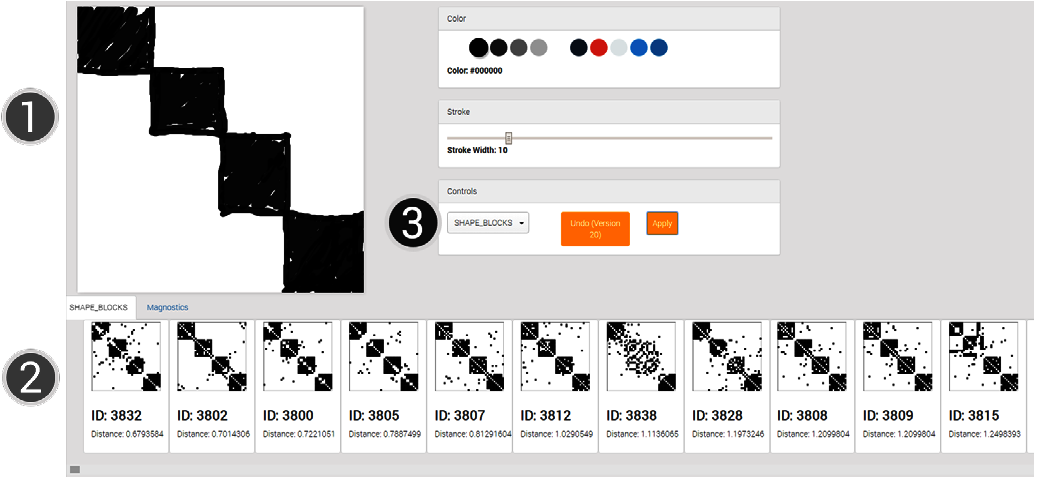 1
Color
Color: #000000
Stroke
Stroke Width: 10
Controls
3
SHAPE_BLOCKS
Undo (Version
20)
Apply
SHAPE_BLOCKS Magnostics
2
ID: 3832 ID: 3802 ID: 3800 ID: 3805 ID: 3807 ID: 3812 ID: 3838 ID: 3828 ID: 3808 ID: 3809 ID: 3815
Distance: 0.6793584 Distance: 0.7014306 Distance: 0.7221051 Distance: 0.7887499 Distance: 0.81291604 Distance: 1.0290549 Distance: 1.1136065 Distance: 1.1973246 Distance: 1.2099804 Distance: 1.2099804 Distance: 1.2498393